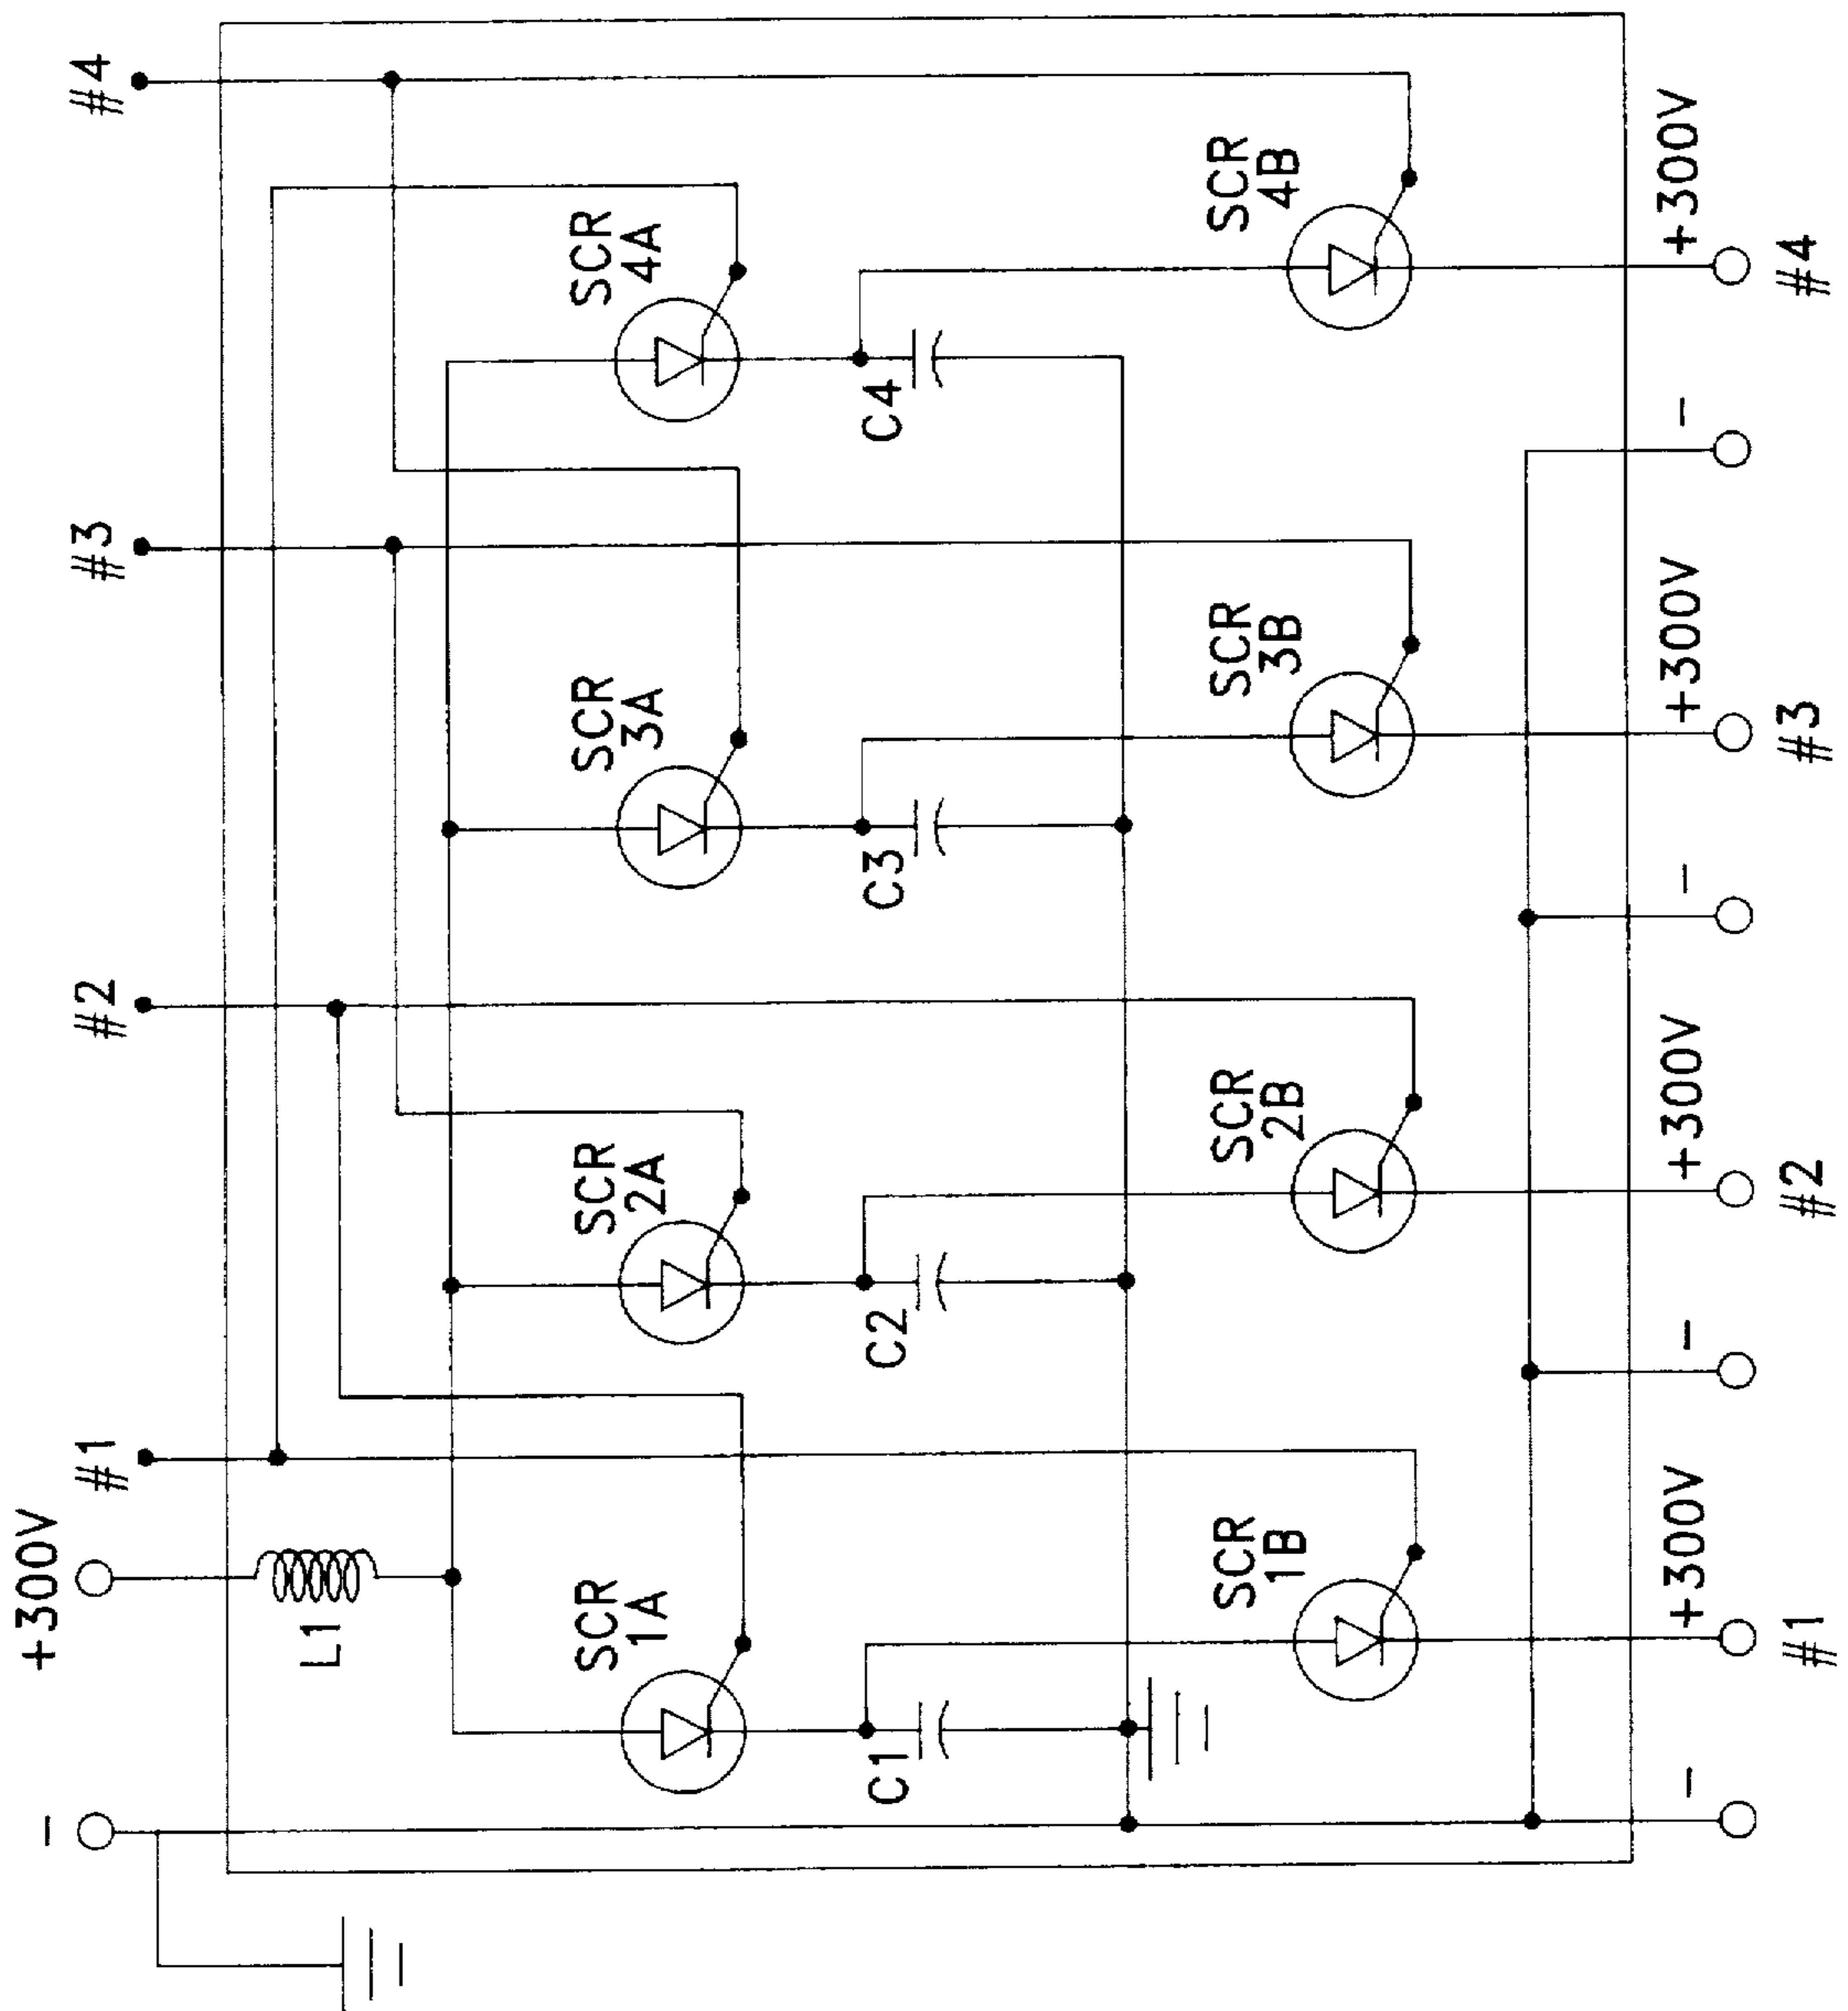 -
+300V
#1
#2
#3
#4
L1
SCR
1A
SCR
2A
SCR
3A
SCR
4A
C1
C2
C3
C4
SCR
1B
SCR
2B
SCR
3B
SCR
4B
-
+300V
-
+300V
-
+300V
-
+300V
#1
#2
#3
#4